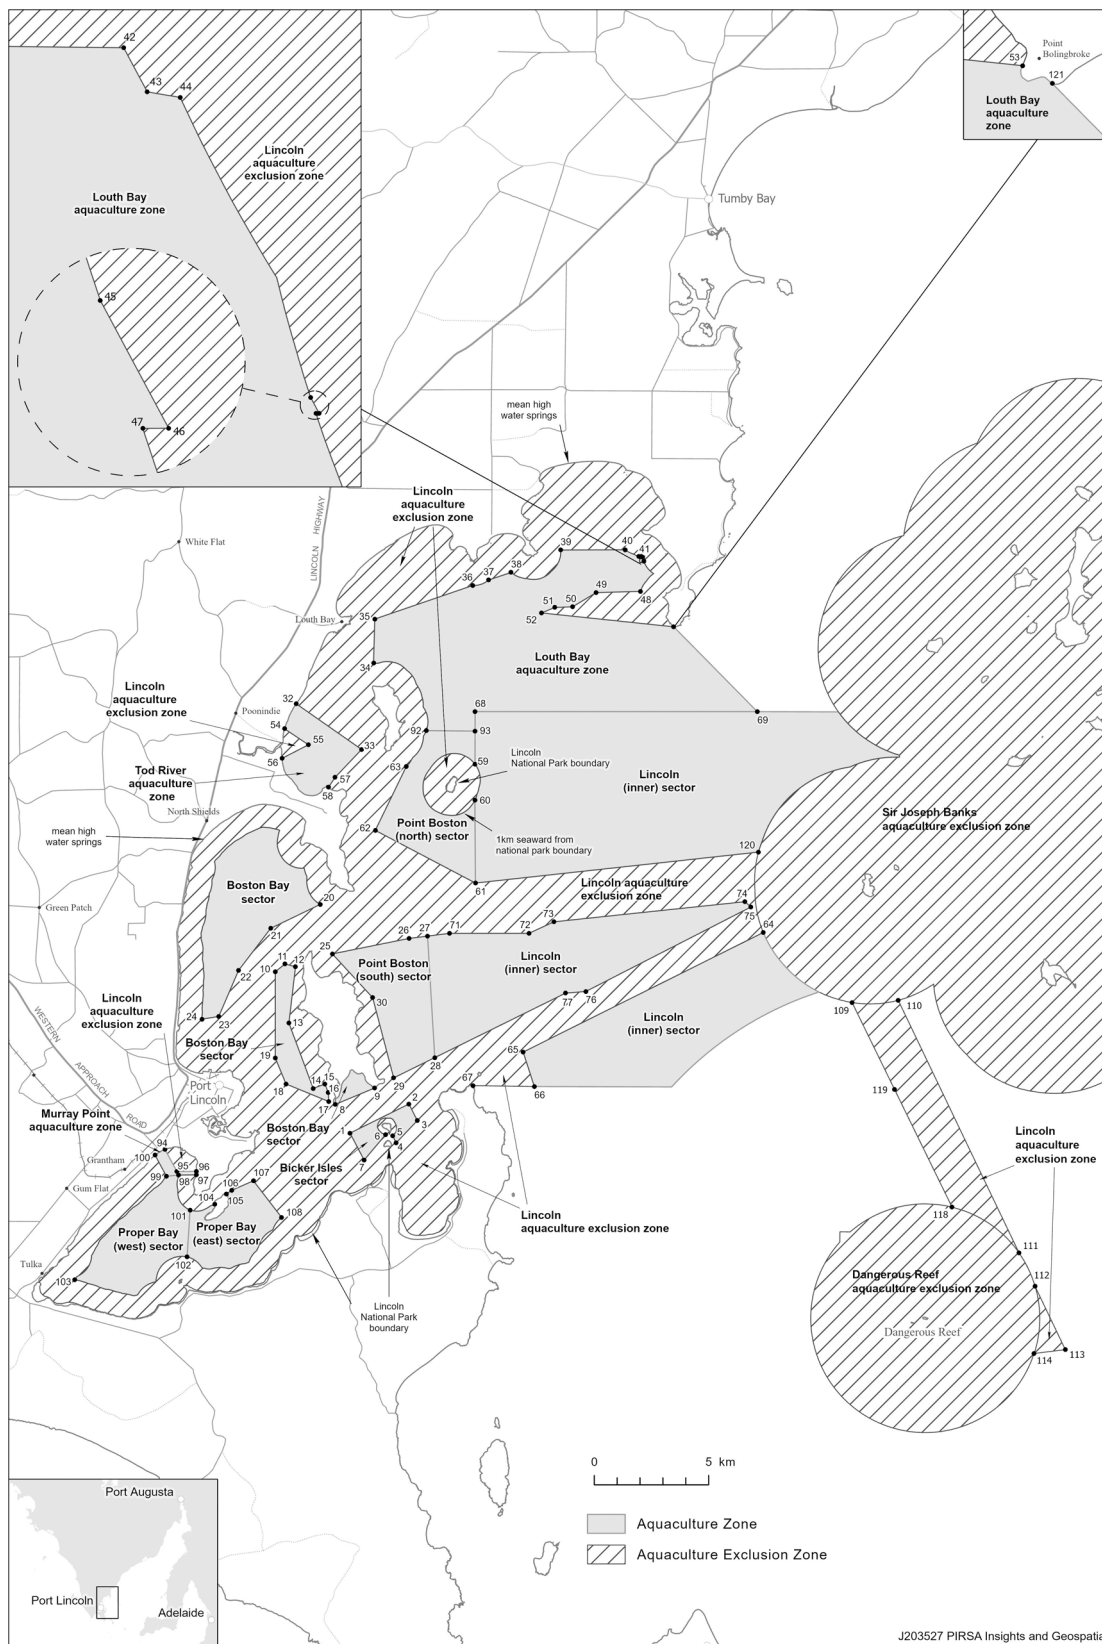 42
43
44
Lincoln
aquaculture
exclusion zone
Louth Bay
aquaculture zone
45
47
46
53
Point
Bolingbroke
121
Louth Bay
aquaculture
zone
Tumby Bay
mean high
water springs
Lincoln
aquaculture
exclusion zone
LINCOLN HIGHWAY
White Flat
39
40
41
38
37
36
49
48
51
50
52
35
Louth Bay
34
Louth Bay
aquaculture zone
Lincoln
aquaculture
exclusion zone
32
Poonindie
54
55
33
56
57
58
Tod River
aquaculture
zone
68
69
92
93
59
63
60
Lincoln
National Park boundary
Lincoln
(inner) sector
North Shields
mean high
water springs
62
Point Boston
(north) sector
1km seaward from
national park boundary
Sir Joseph Banks
aquaculture exclusion zone
120
61
Lincoln aquaculture
exclusion zone
Boston Bay
sector
20
Green Patch
21
74
75
73
72
71
26
27
64
25
22
10
11
12
Point Boston
(south) sector
Lincoln
(inner) sector
Lincoln
aquaculture
exclusion zone
30
77
76
24
23
13
109
110
Lincoln
(inner) sector
WESTERN
APPROACH
ROAD
Boston Bay
sector
19
28
65
Port
Lincoln
18
14
15
16
17
8
9
29
67
66
119
Murray Point
aquaculture zone
2
3
1
5
6
4
7
Boston Bay
sector
Lincoln
aquaculture
exclusion zone
94
100
Grantham
95
96
99
98
97
Gum Flat
Bicker Isles
sector
107
106
105
104
101
108
Proper Bay
(west) sector
Proper Bay
(east) sector
Lincoln
aquaculture exclusion zone
118
102
Tulka
103
111
112
Dangerous Reef
aquaculture exclusion zone
Dangerous Reef
114
113
Lincoln
National Park
boundary
0
5 km
Aquaculture Zone
Aquaculture Exclusion Zone
Port Augusta
Port Lincoln
Adelaide
J203527 PIRSA Insights and Geospatia